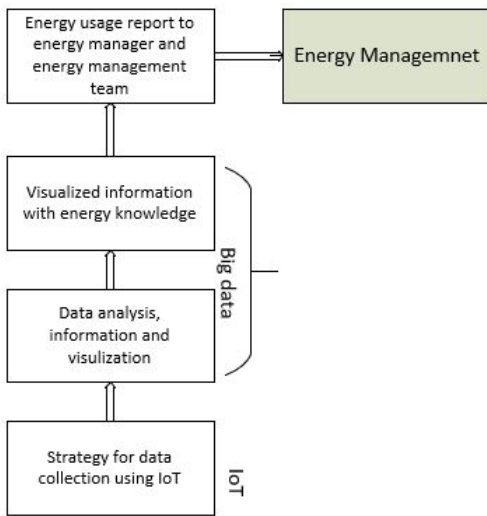 Energy usage report to
energy manager and
energy management
team
Energy Managemnet
Visualized information
with energy knowledge
Big data
Data analysis,
information and
visulization
Strategy for data
collection using IoT
IoT